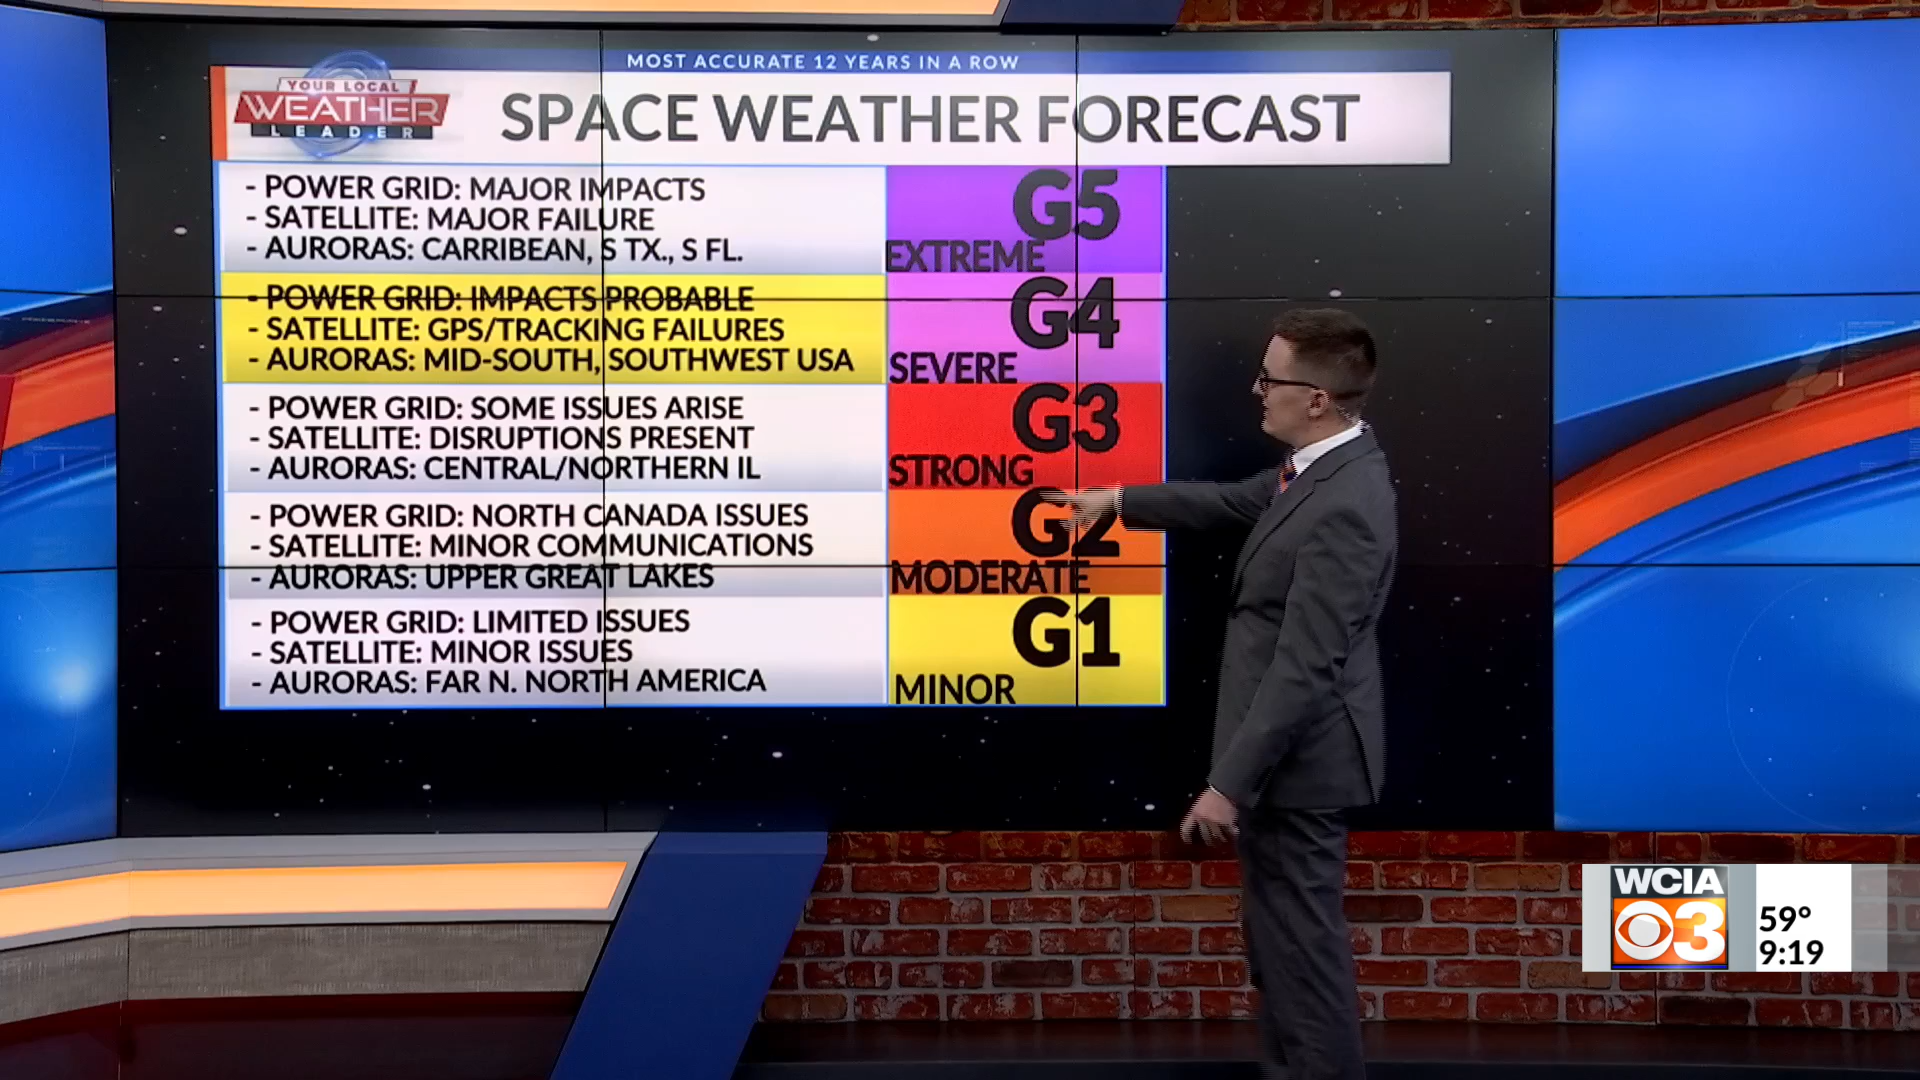 MOST ACCURATE 12 YEARS IN A ROW
YOUR LOCAL
WEATHER
LEADER
SPACE WEATHER FORECAST
- POWER GRID: MAJOR IMPACTS
- SATELLITE: MAJOR FAILURE
- AURORAS: CARRIBEAN, S TX., S FL.
G5
EXTREME
- POWER GRID: IMPACTS PROBABLE
- SATELLITE: GPS/TRACKING FAILURES
- AURORAS: MID-SOUTH, SOUTHWEST USA
G4
SEVERE
- POWER GRID: SOME ISSUES ARISE
- SATELLITE: DISRUPTIONS PRESENT
- AURORAS: CENTRAL/NORTHERN IL
G3
STRONG
- POWER GRID: NORTH CANADA ISSUES
- SATELLITE: MINOR COMMUNICATIONS
- AURORAS: UPPER GREAT LAKES
G2
MODERATE
- POWER GRID: LIMITED ISSUES
- SATELLITE: MINOR ISSUES
- AURORAS: FAR N. NORTH AMERICA
G1
MINOR
WCIA
3
59°
9:19